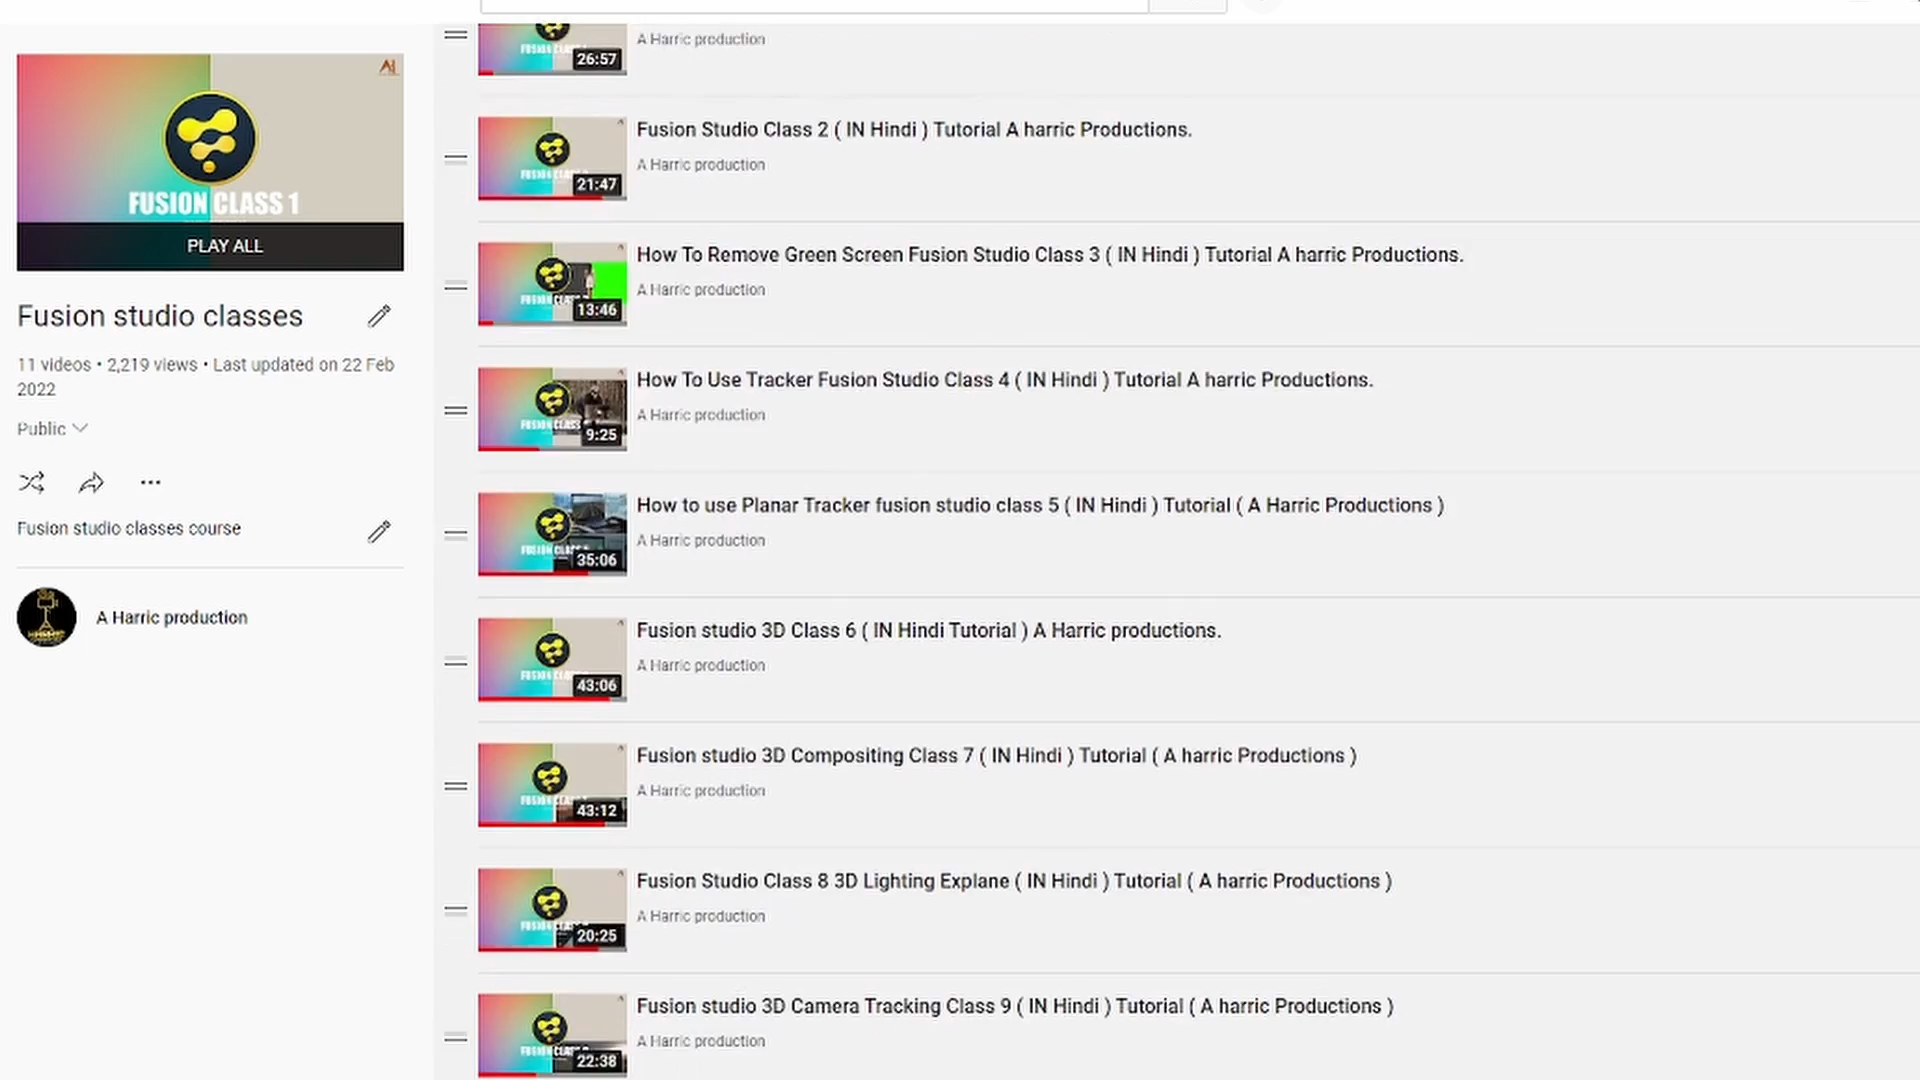 A Harric production
26:57
FUSION CLASS 1
PLAY ALL
Fusion studio classes
11 videos • 2,219 views • Last updated on 22 Feb
2022
Public
Fusion studio classes course
A Harric production
Fusion Studio Class 2 ( IN Hindi ) Tutorial A harric Productions.
A Harric production
21:47
How To Remove Green Screen Fusion Studio Class 3 ( IN Hindi ) Tutorial A harric Productions.
A Harric production
13:46
How To Use Tracker Fusion Studio Class 4 ( IN Hindi ) Tutorial A harric Productions.
A Harric production
9:25
How to use Planar Tracker fusion studio class 5 ( IN Hindi ) Tutorial ( A Harric Productions )
A Harric production
35:06
Fusion studio 3D Class 6 ( IN Hindi Tutorial ) A Harric productions.
A Harric production
43:06
Fusion studio 3D Compositing Class 7 ( IN Hindi ) Tutorial ( A harric Productions )
A Harric production
43:12
Fusion Studio Class 8 3D Lighting Explane ( IN Hindi ) Tutorial ( A harric Productions )
A Harric production
20:25
Fusion studio 3D Camera Tracking Class 9 ( IN Hindi ) Tutorial ( A harric Productions )
A Harric production
22:38